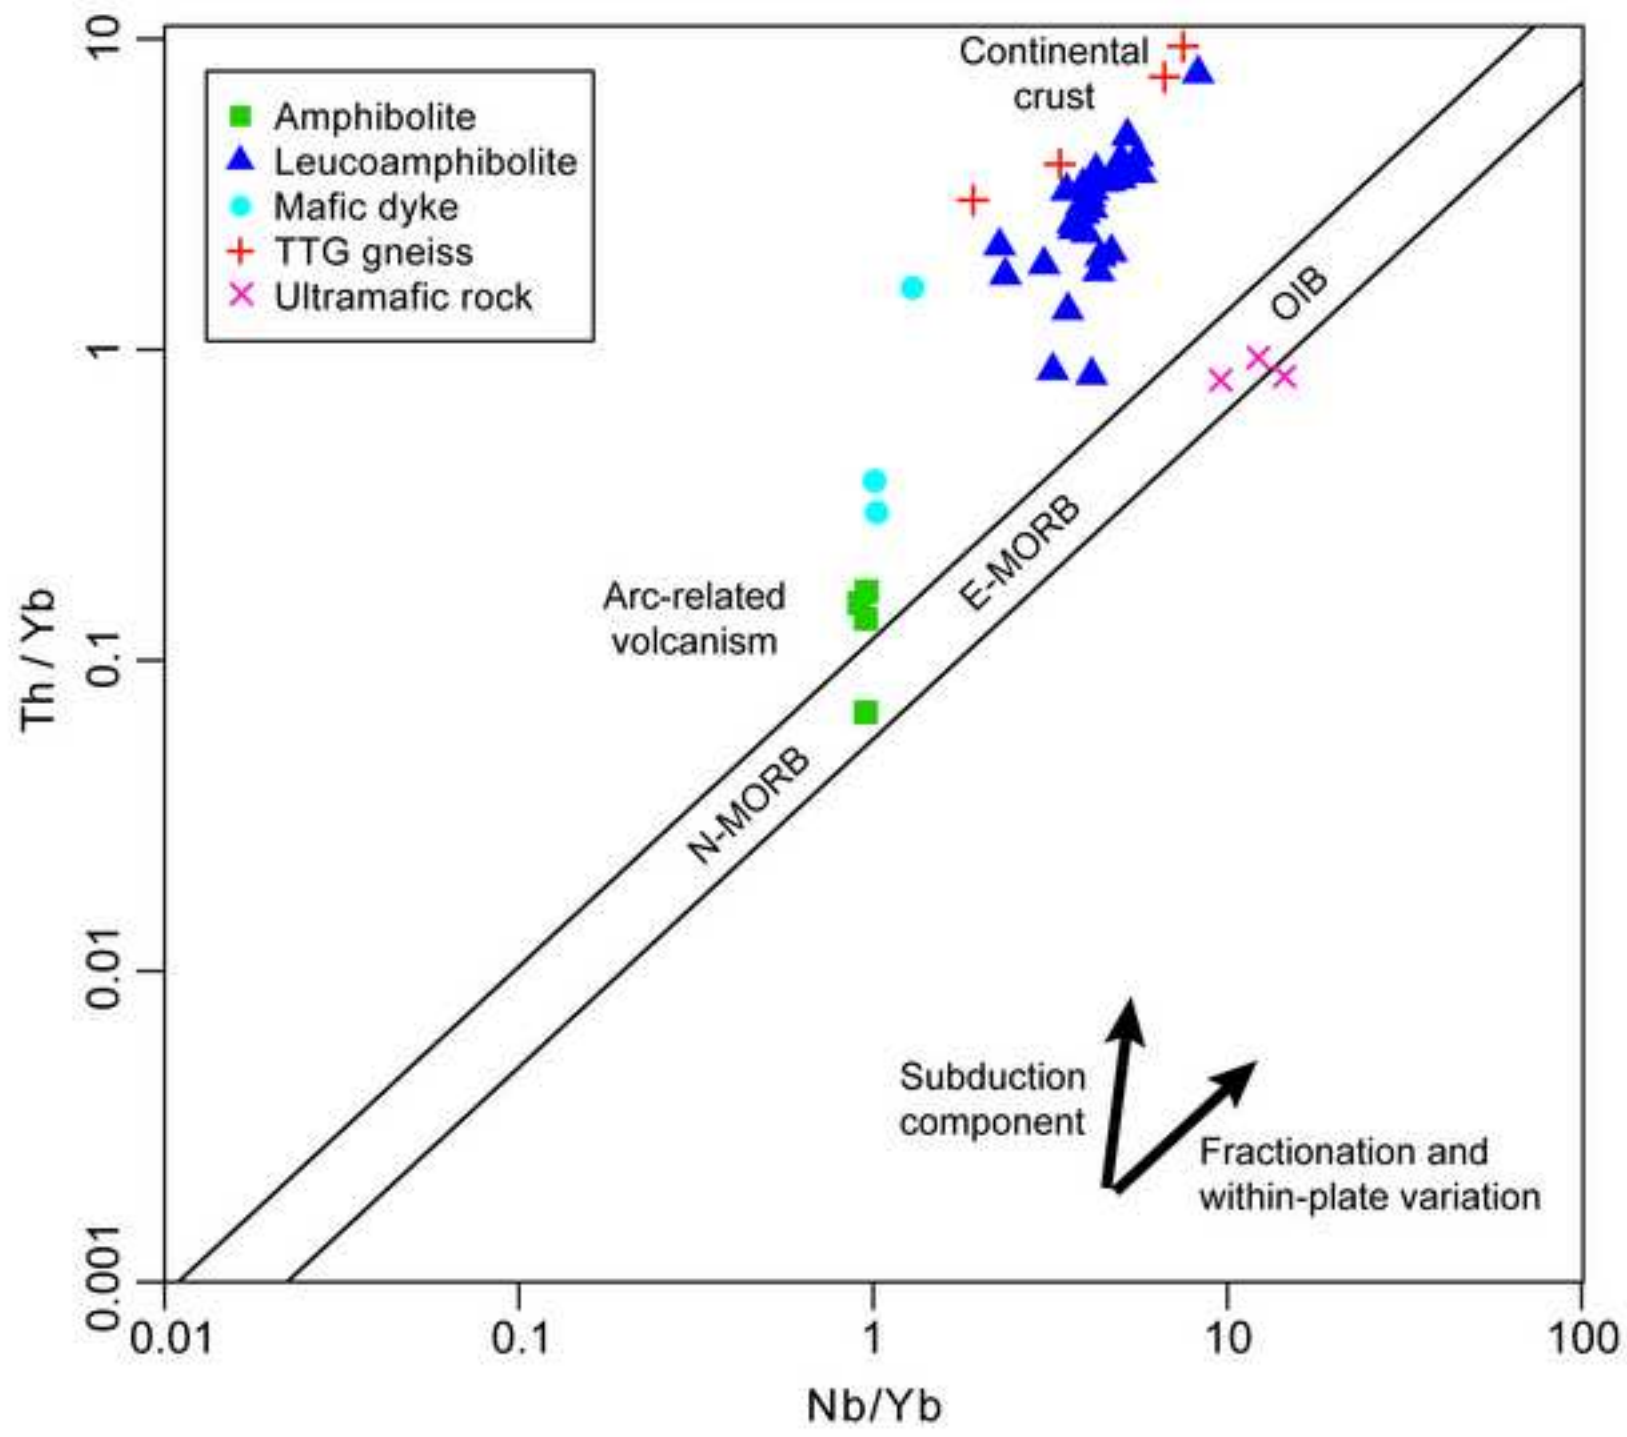 10
1
0.1
0.01
0.001
Th / Yb
Amphibolite
Leucoamphibolite
Mafic dyke
TTG gneiss
Ultramafic rock
Continental
crust
OIB
E-MORB
N-MORB
Arc-related
volcanism
Subduction
component
Fractionation and
within-plate variation
0.01
0.1
1
10
100
Nb/Yb